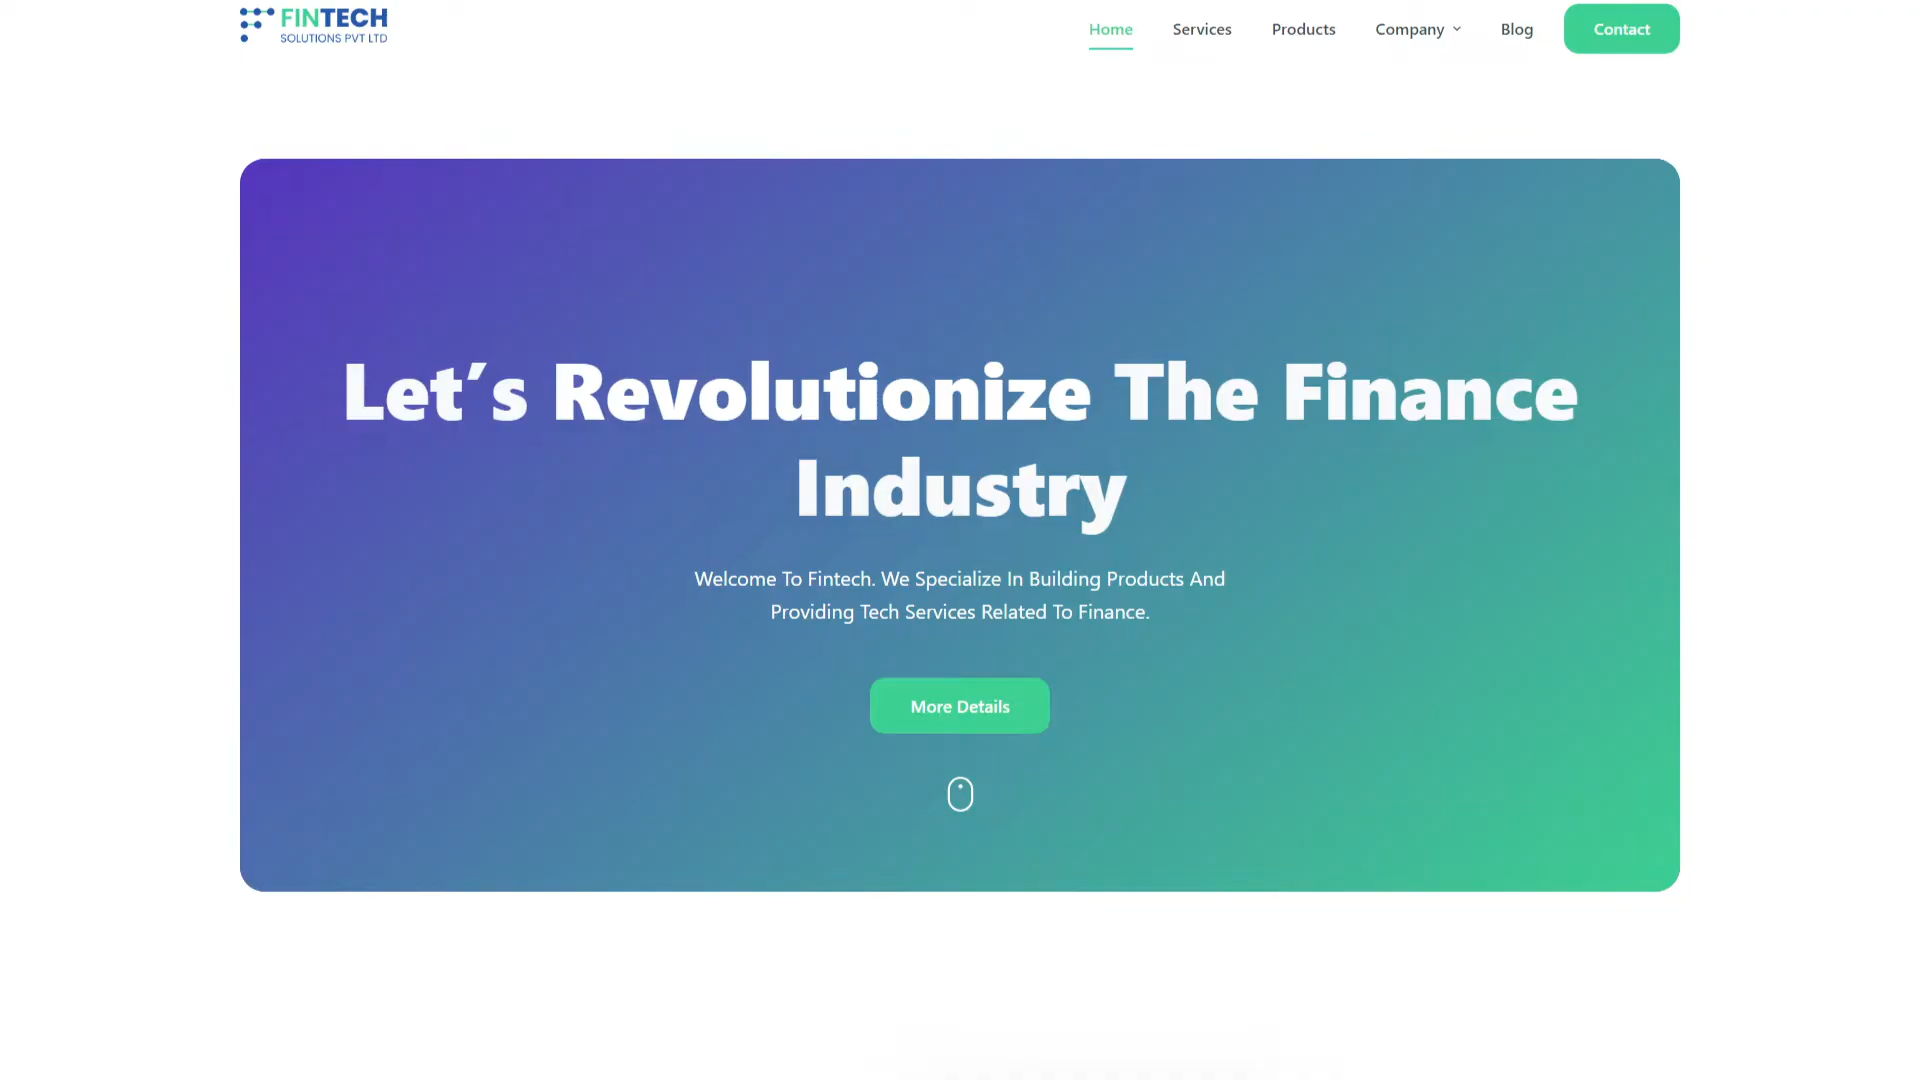 FINTECH
SOLUTIONS PVT LTD
Home
Services
Products
Company
Blog
Contact
Let’s Revolutionize The Finance
Industry
Welcome To Fintech. We Specialize In Building Products And
Providing Tech Services Related To Finance.
More Details